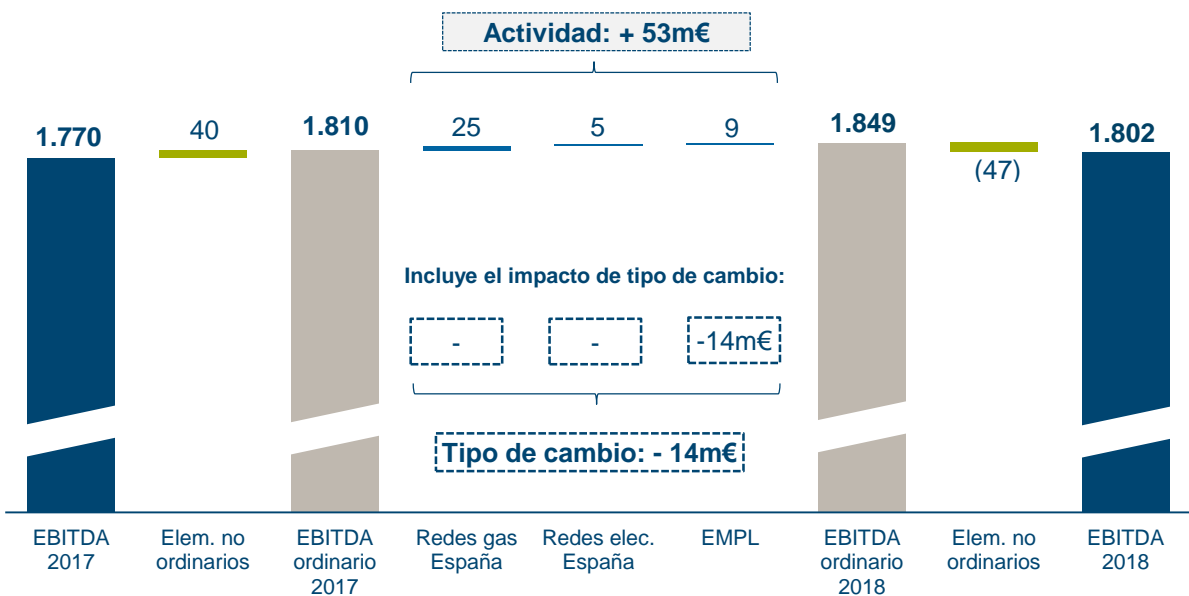 Actividad: + 53m€
1.770
40
1.810
25
5
9
1.849
(47)
1.802
Incluye el impacto de tipo de cambio:
-
-
-14m€
Tipo de cambio: - 14m€
EBITDA
2017
Elem. no
ordinarios
EBITDA
ordinario
2017
Redes gas
España
Redes elec.
España
EMPL
EBITDA
ordinario
2018
Elem. no
ordinarios
EBITDA
2018